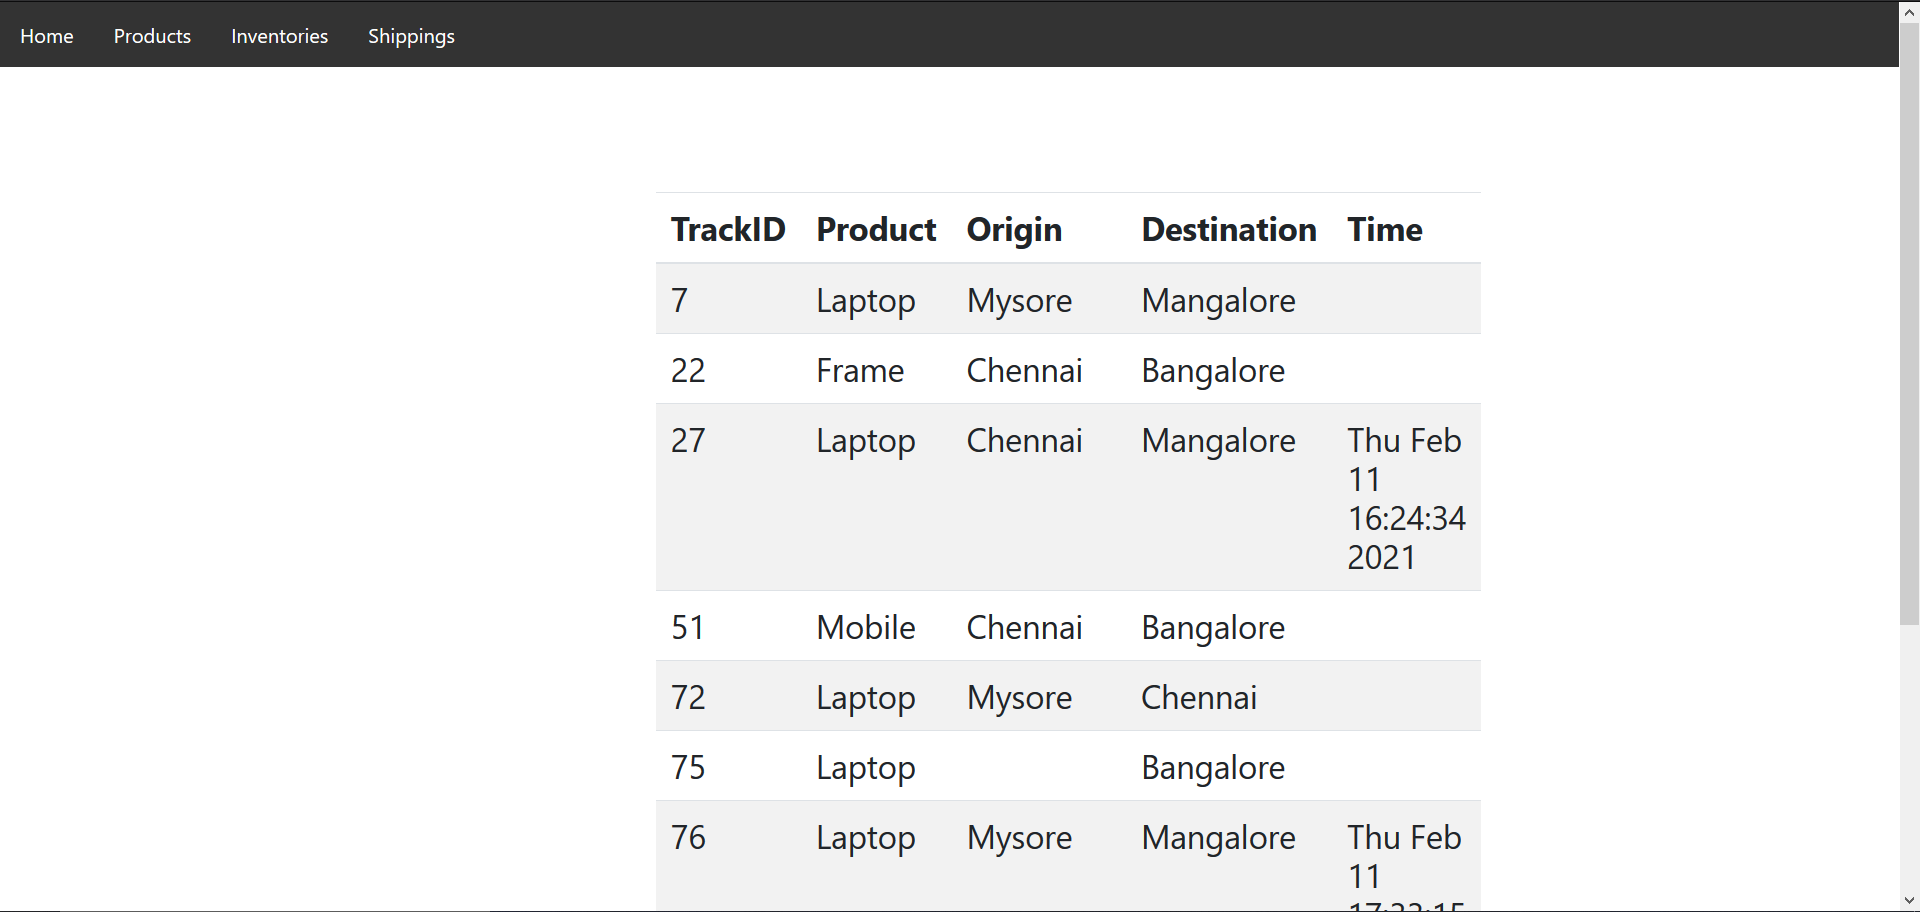 Home Products Inventories Shippings
TrackID Product Origin Destination Time
7 Laptop Mysore Mangalore
22 Frame Chennai Bangalore
27 Laptop Chennai Mangalore Thu Feb
11
16:24:34
2021
51 Mobile Chennai Bangalore
72 Laptop Mysore Chennai
75 Laptop Bangalore
76 Laptop Mysore Mangalore Thu Feb
11